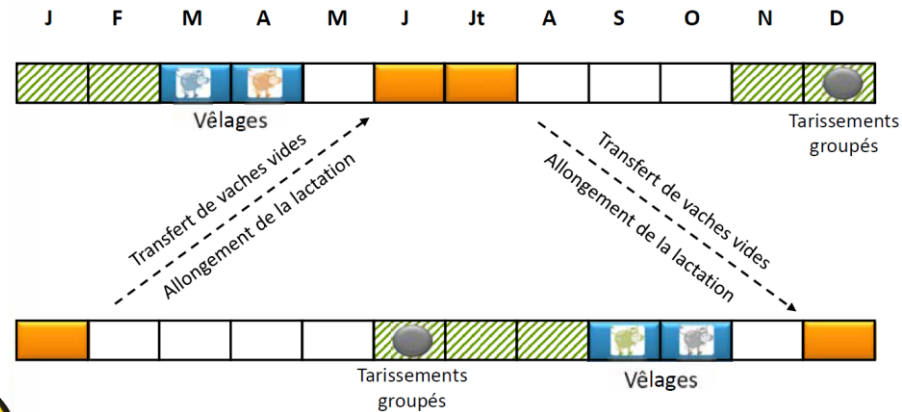 J F M A M J Jt A S O N D
Vêlages
Tarissements
groupés
Transfert de vaches vides
Allongement de la lactation
Transfert de vaches vides
Allongement de la lactation
Tarissements
groupés
Vêlages